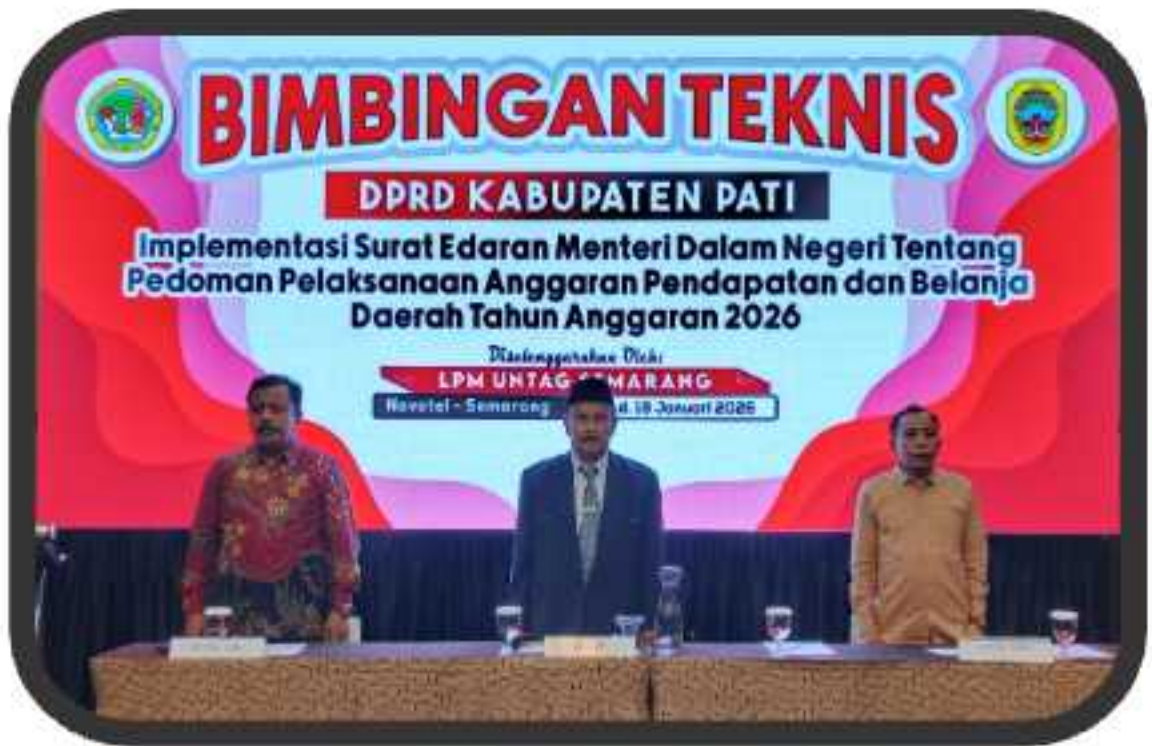 BIMBINGAN TEKNIS
DPRD KABUPATEN PATI
Implementasi Surat Edaran Menteri Dalam Negeri Tentang
Pedoman Pelaksanaan Anggaran Pendapatan dan Belanja
Daerah Tahun Anggaran 2026
Diselenggarakan Oleh:
LPM UNTAG SEMARANG
Novotel - Semarang d. 18 Januari 2026